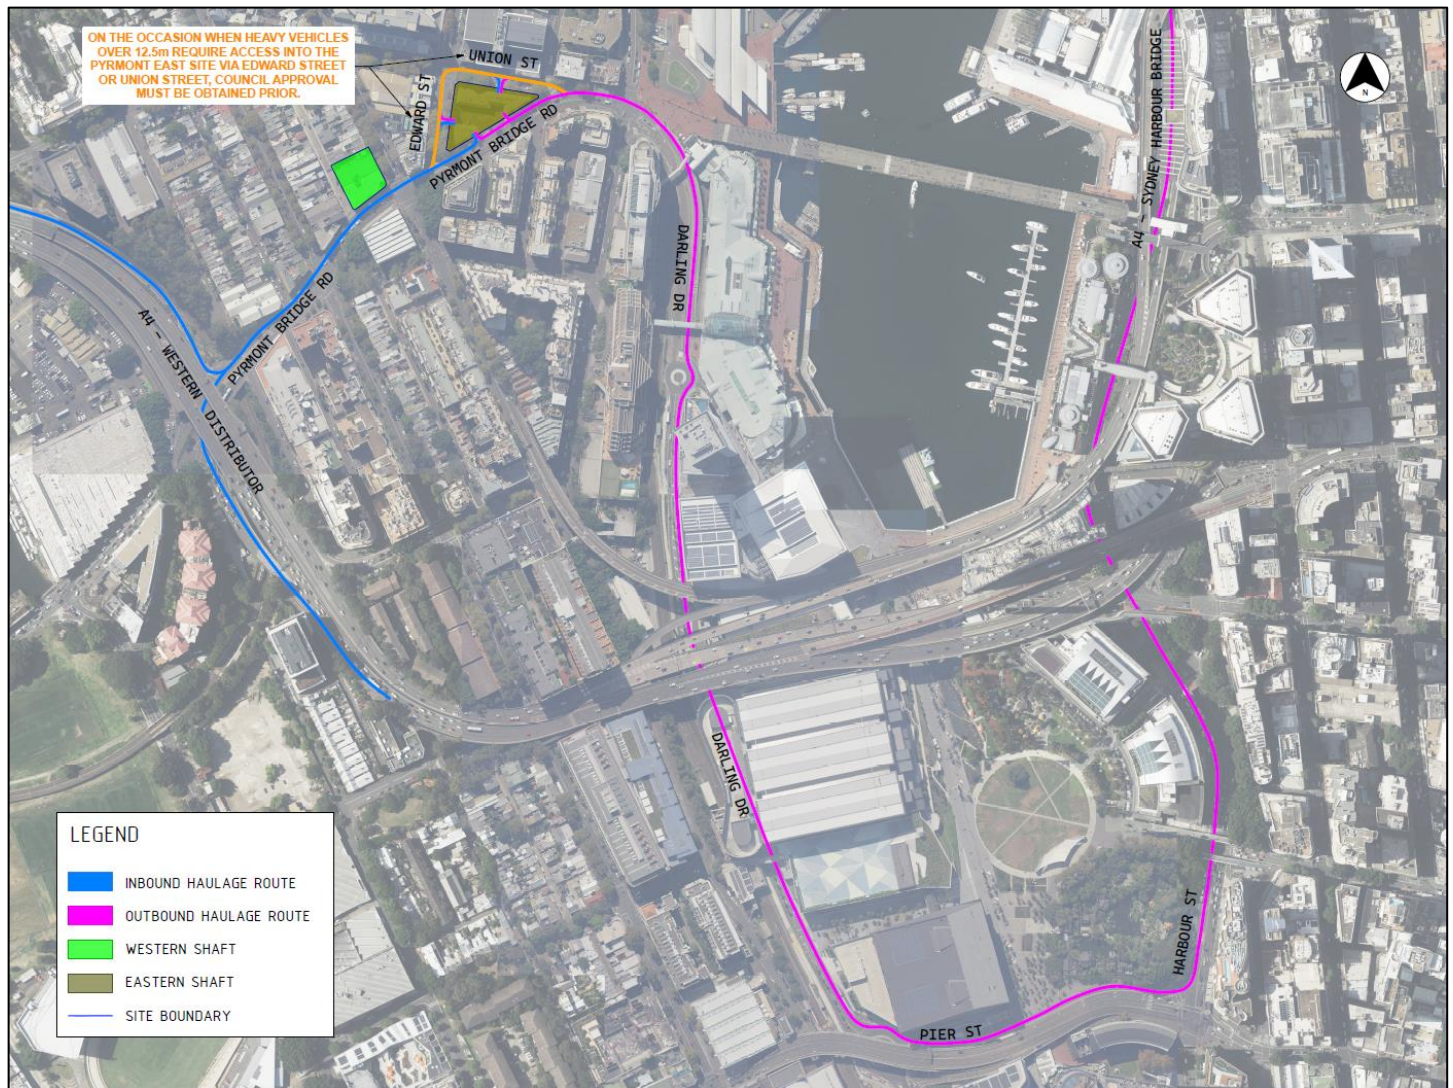 ON THE OCCASION WHEN HEAVY VEHICLES
OVER 12.5m REQUIRE ACCESS INTO THE
PYRMONT EAST SITE VIA EDWARD STREET
OR UNION STREET, COUNCIL APPROVAL
MUST BE OBTAINED PRIOR.
UNION ST
EDWARD ST
PYRMONT BRIDGE RD
A4 - SYDNEY HARBOUR BRIDGE
N
DARLING DR
PYRMONT BRIDGE RD
A4 - WESTERN DISTRIBUTOR
DARLING DR
HARBOUR ST
PIER ST
LEGEND
INBOUND HAULAGE ROUTE
OUTBOUND HAULAGE ROUTE
WESTERN SHAFT
EASTERN SHAFT
SITE BOUNDARY